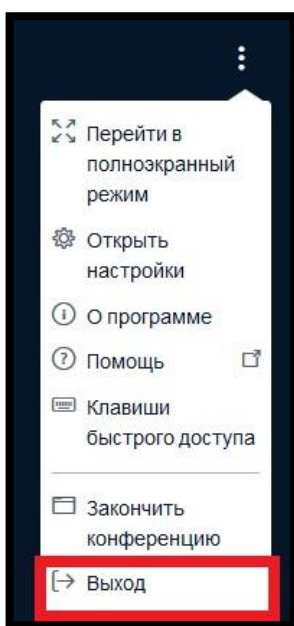 Перейти в
полноэкранный
режим
Открыть
настройки
О программе
Помощь
Клавиши
быстрого доступа
Закончить
конференцию
Выход